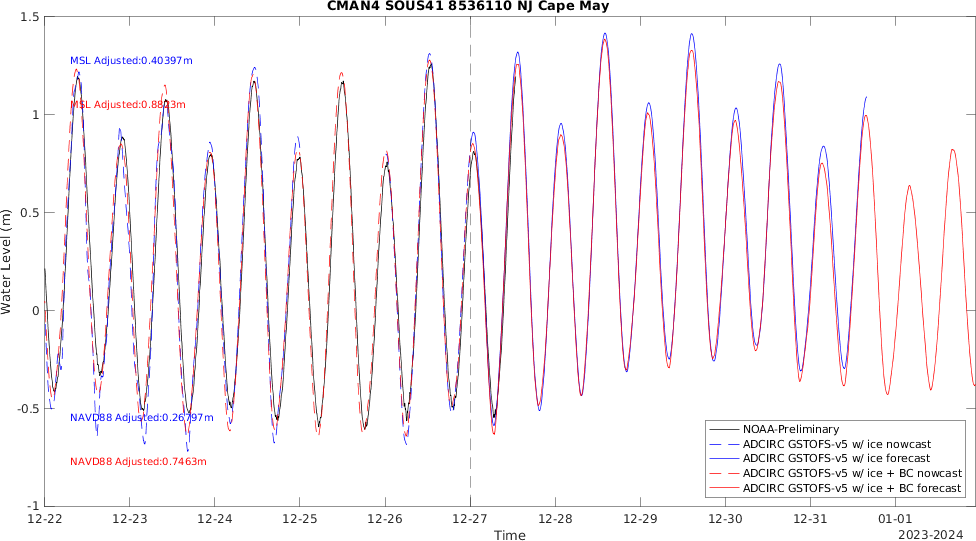 CMAN4 SOUS41 8536110 NJ Cape May
1.5
1
0.5
0
-0.5
-1
Water Level (m)
MSL Adjusted:0.40397m
NAVD88 Adjusted:0.26797m
NAVD88 Adjusted:0.7463m
NOAA-Preliminary
ADCIRC GSTOFS-v5 w/ ice nowcast
ADCIRC GSTOFS-v5 w/ ice forecast
ADCIRC GSTOFS-v5 w/ ice + BC nowcast
ADCIRC GSTOFS-v5 w/ ice + BC forecast
12-22 12-23 12-24 12-25 12-26 12-27 12-28 12-29 12-30 12-31 01-01
Time
2023-2024